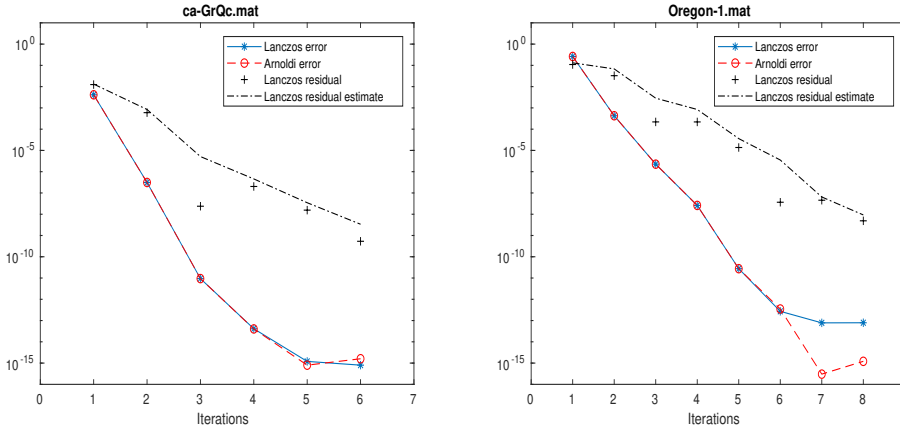 ca-GrQc.mat
10^0
10^-5
10^-10
10^-15
0 1 2 3 4 5 6 7
Iterations
Lanczos error
Arnoldi error
Lanczos residual
Lanczos residual estimate
Oregon-1.mat
10^0
10^-5
10^-10
10^-15
0 1 2 3 4 5 6 7 8
Iterations
Lanczos error
Arnoldi error
Lanczos residual
Lanczos residual estimate